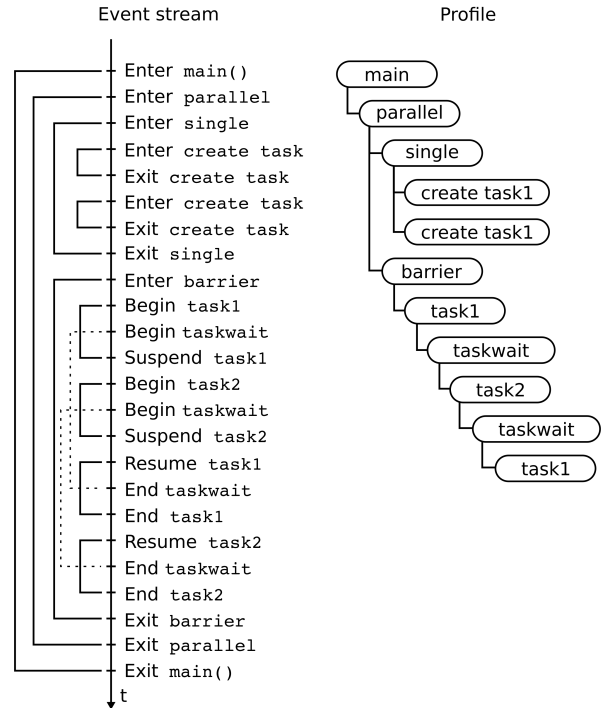 Event stream
Profile
Enter main()
Enter parallel
Enter single
Enter create task
Exit create task
Enter create task
Exit create task
Exit single
Enter barrier
Begin task1
Begin taskwait
Suspend task1
Begin task2
Begin taskwait
Suspend task2
Resume task1
End taskwait
End task1
Resume task2
End taskwait
End task2
Exit barrier
Exit parallel
Exit main()
t
main
parallel
single
create task1
create task1
barrier
task1
taskwait
task2
taskwait
task1